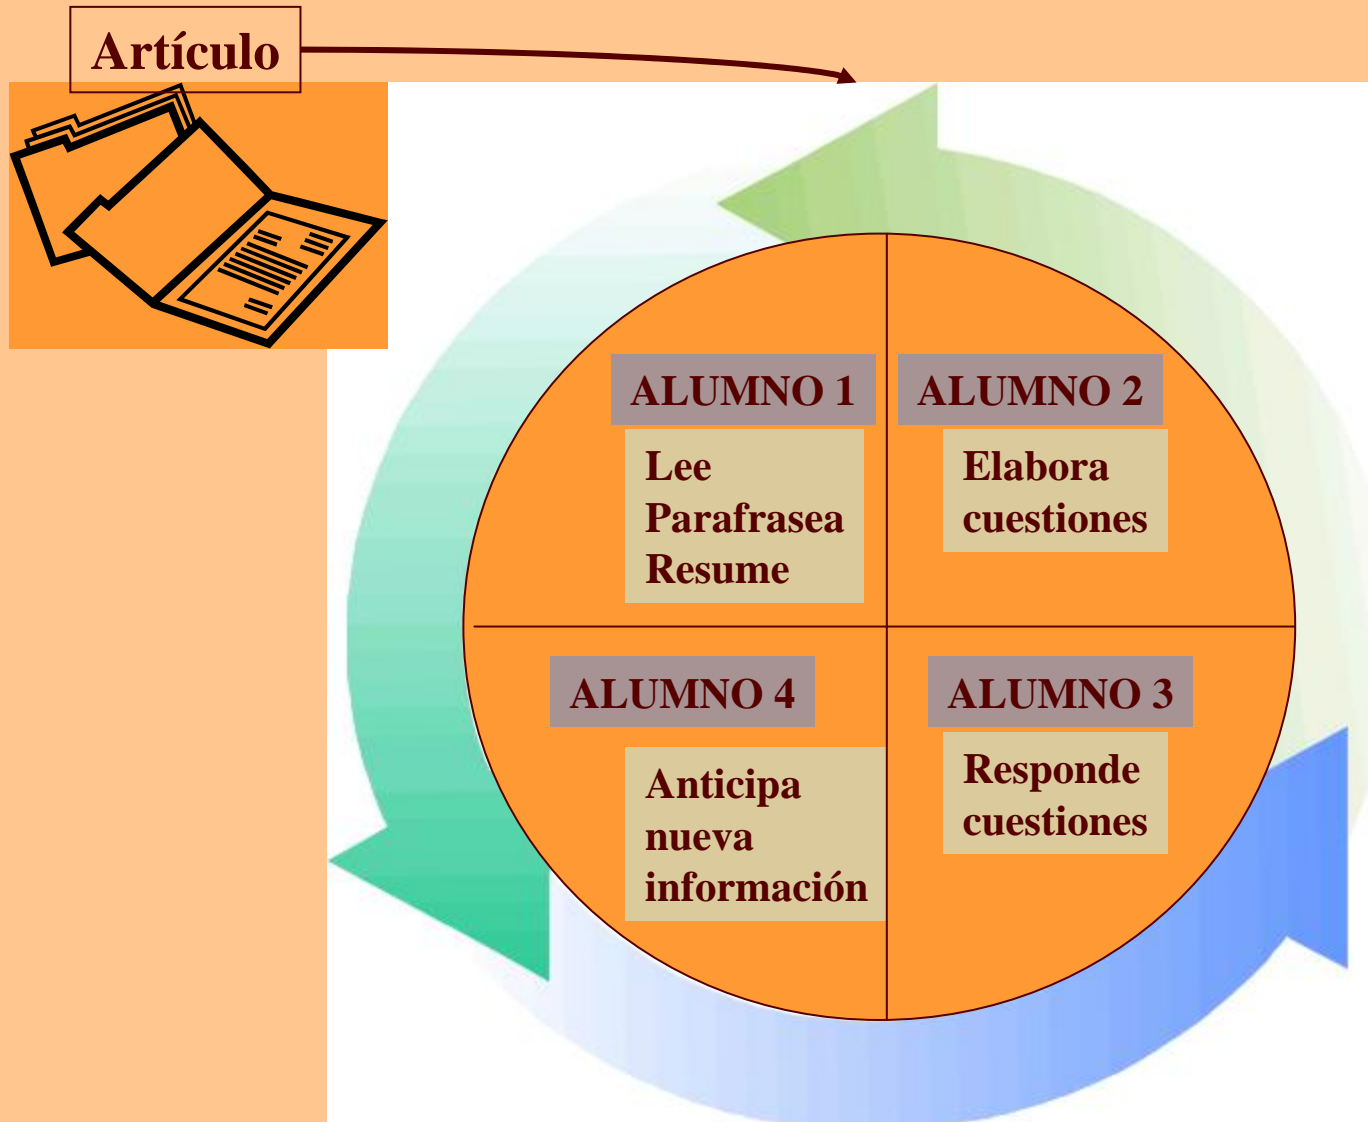 Artículo
ALUMNO 1
Lee
Parafrasea
Resume
ALUMNO 2
Elabora
cuestiones
ALUMNO 4
Anticipa
nueva
información
ALUMNO 3
Responde
cuestiones